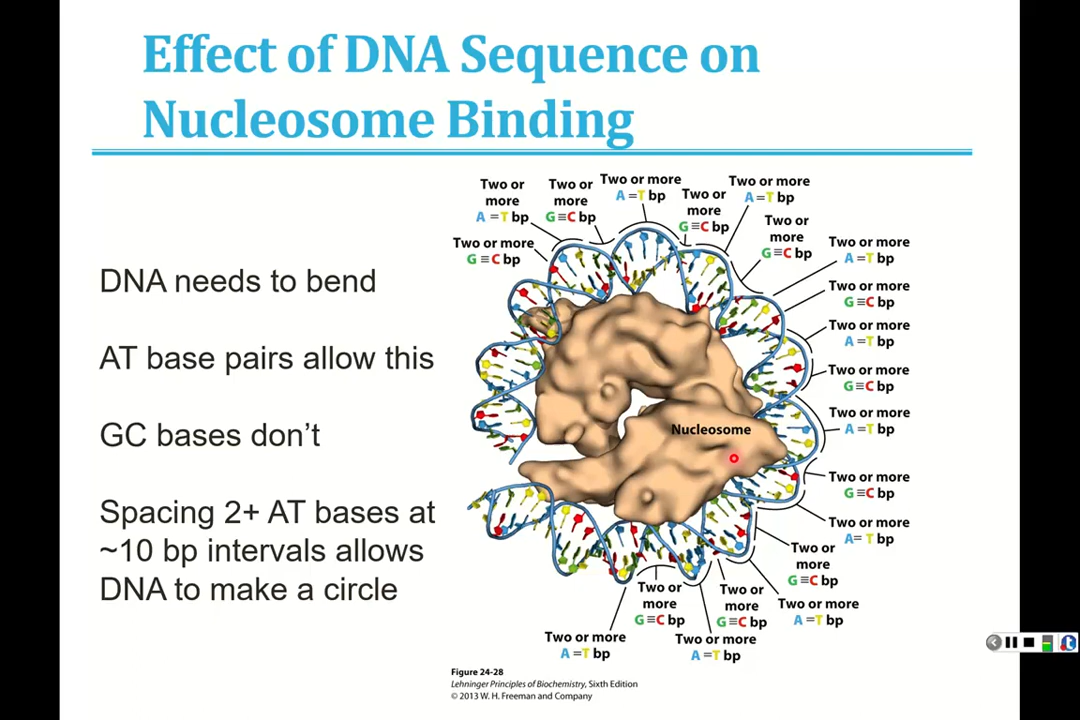 Effect of DNA Sequence on
Nucleosome Binding
DNA needs to bend
AT base pairs allow this
GC bases don’t
Spacing 2+ AT bases at
~10 bp intervals allows
DNA to make a circle
Two or more
G≡C bp
Two or
more
A=T bp
Two or
more
G≡C bp
Two or more
A=T bp
Two or
more
G≡C bp
Two or more
A=T bp
Two or
more
G≡C bp
Two or more
A=T bp
Two or more
G≡C bp
Two or more
A=T bp
Two or more
G≡C bp
Two or more
A=T bp
Two or more
G≡C bp
Two or more
A=T bp
Two or
more
G≡C bp
Two or more
A=T bp
Two or
more
G≡C bp
Two or more
A=T bp
Two or
more
G≡C bp
Two or more
A=T bp
Nucleosome
Figure 24-28
Lehninger Principles of Biochemistry, Sixth Edition
© 2013 W. H. Freeman and Company